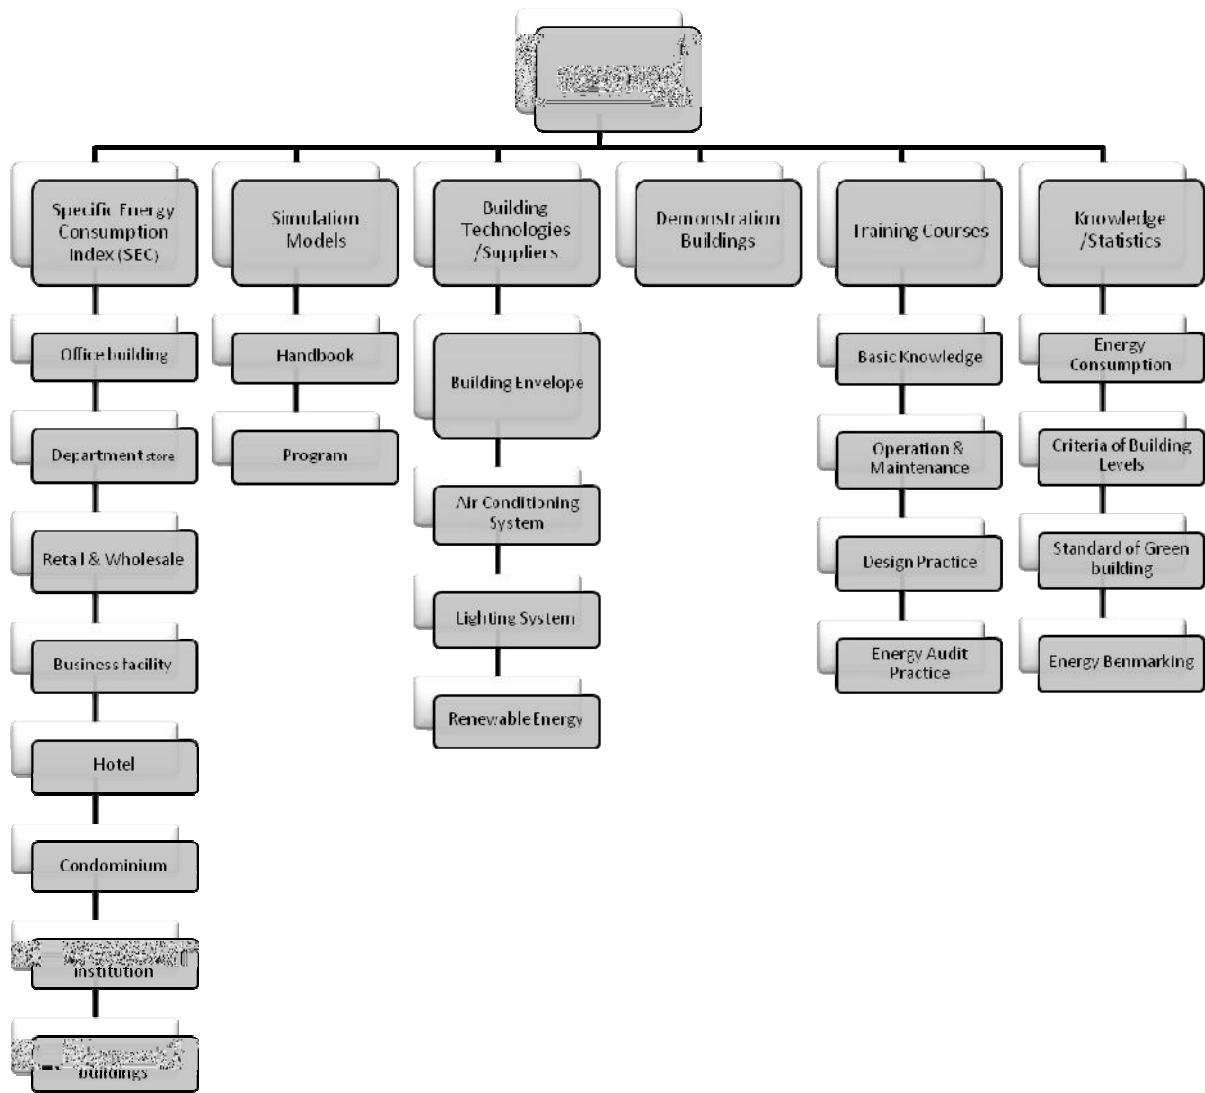 Specific Energy
Consumption
Index (SEC)
Office building
Department store
Retail & Wholesale
Business facility
Hotel
Condominium
institution
buildings
Simulation
Models
Handbook
Program
Building
Technologies
/Suppliers
Building Envelope
Air Conditioning
System
Lighting System
Renewable Energy
Demonstration
Buildings
Training Courses
Basic Knowledge
Operation &
Maintenance
Design Practice
Energy Audit
Practice
Knowledge
/Statistics
Energy
Consumption
Criteria of Building
Levels
Standard of Green
building
Energy Benmarking